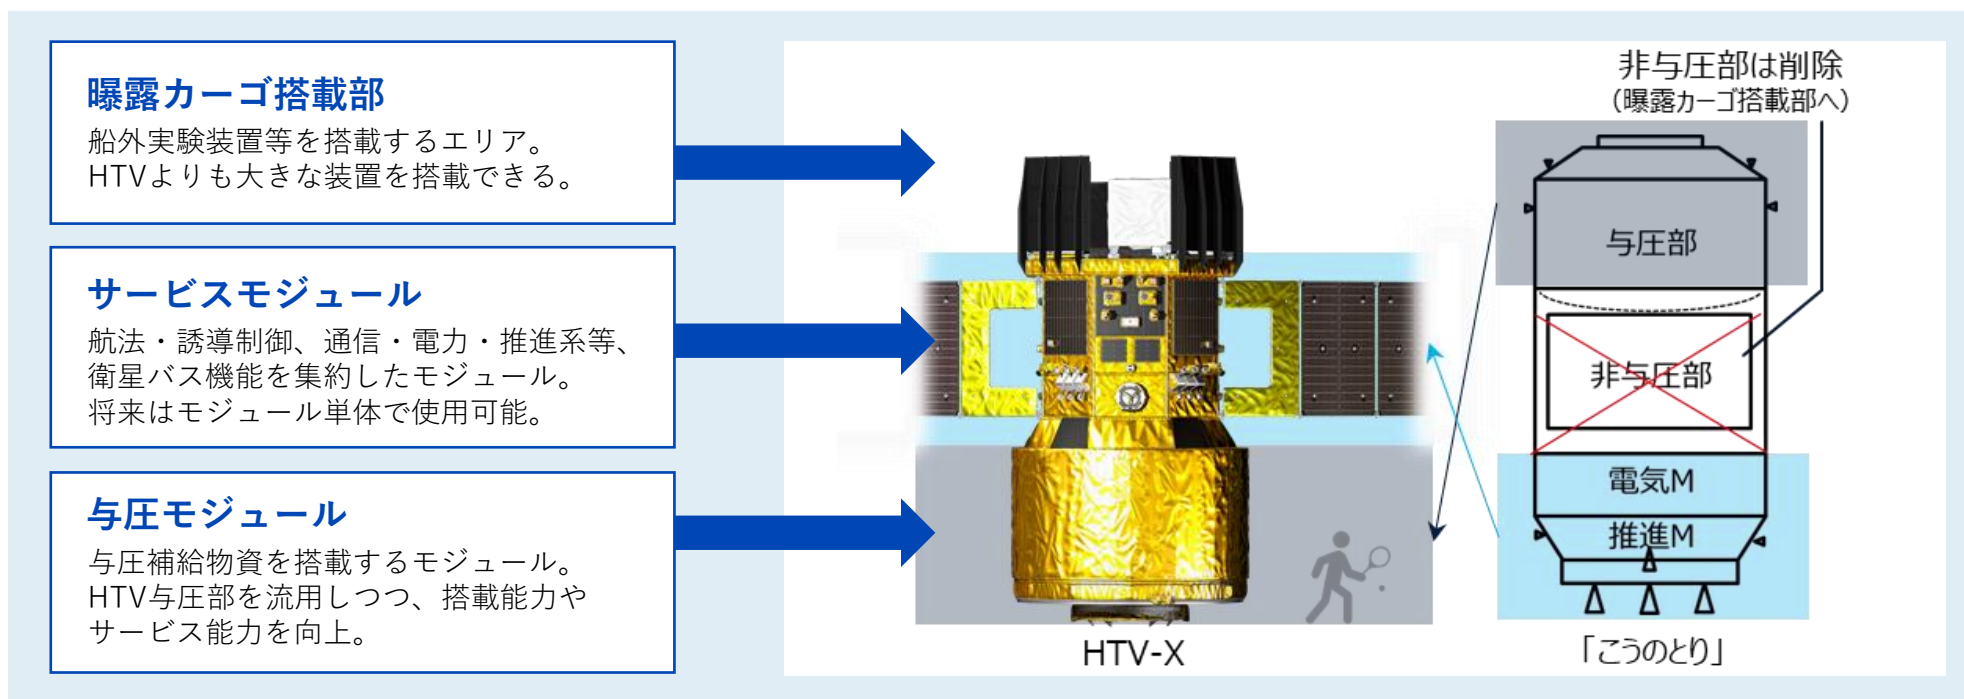 曝露カーゴ搭載部
船外実験装置等を搭載するエリア。
HTVよりも大きな装置を搭載できる。
サービスモジュール
航法・誘導制御、通信・電力・推進系等、
衛星バス機能を集約したモジュール。
将来はモジュール単体で使用可能。
与圧モジュール
与圧補給物資を搭載するモジュール。
HTV与圧部を流用しつつ、搭載能力や
サービス能力を向上。
HTV-X
非与圧部は削除
（曝露カーゴ搭載部へ）
与圧部
非与圧部
電気M
推進M
「こうのとり」